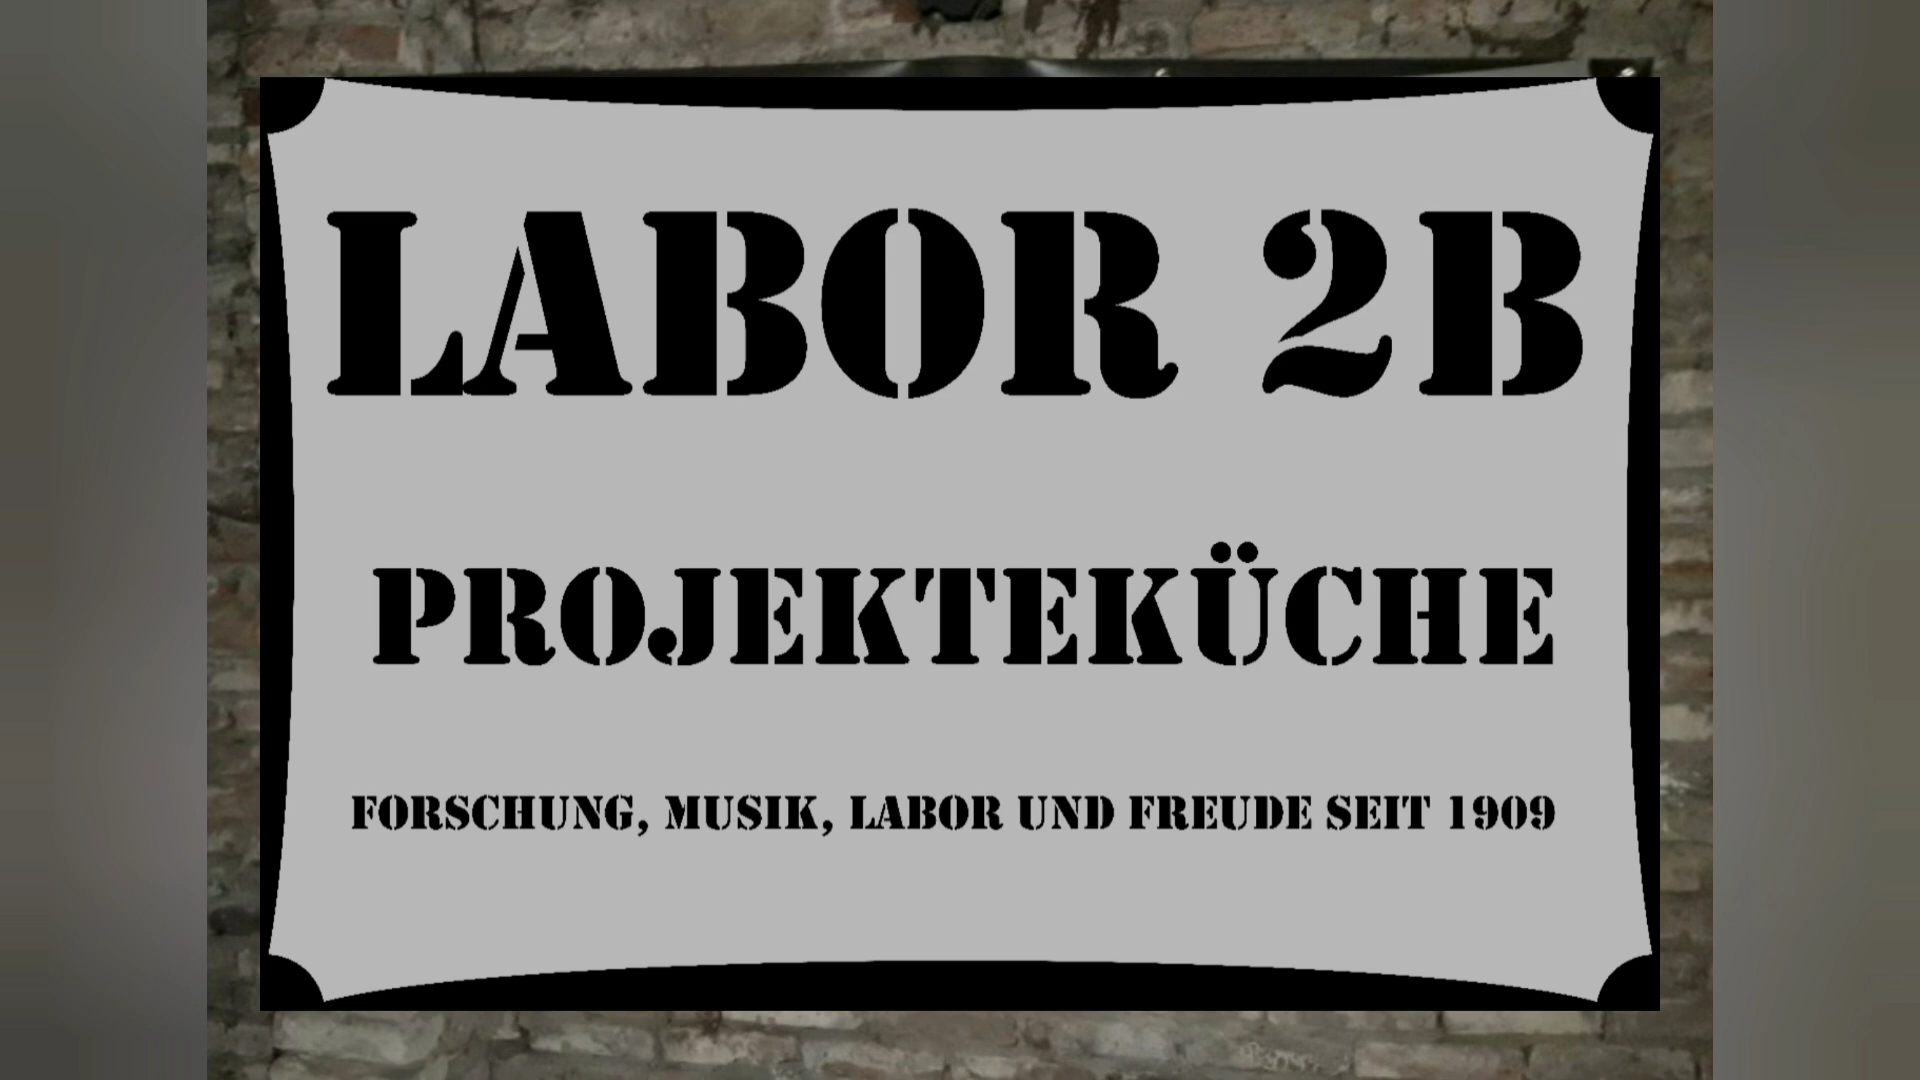 LABOR 2B
PROJEKTEKÜCHE
FORSCHUNG, MUSIK, LABOR UND FREUDE SEIT 1909